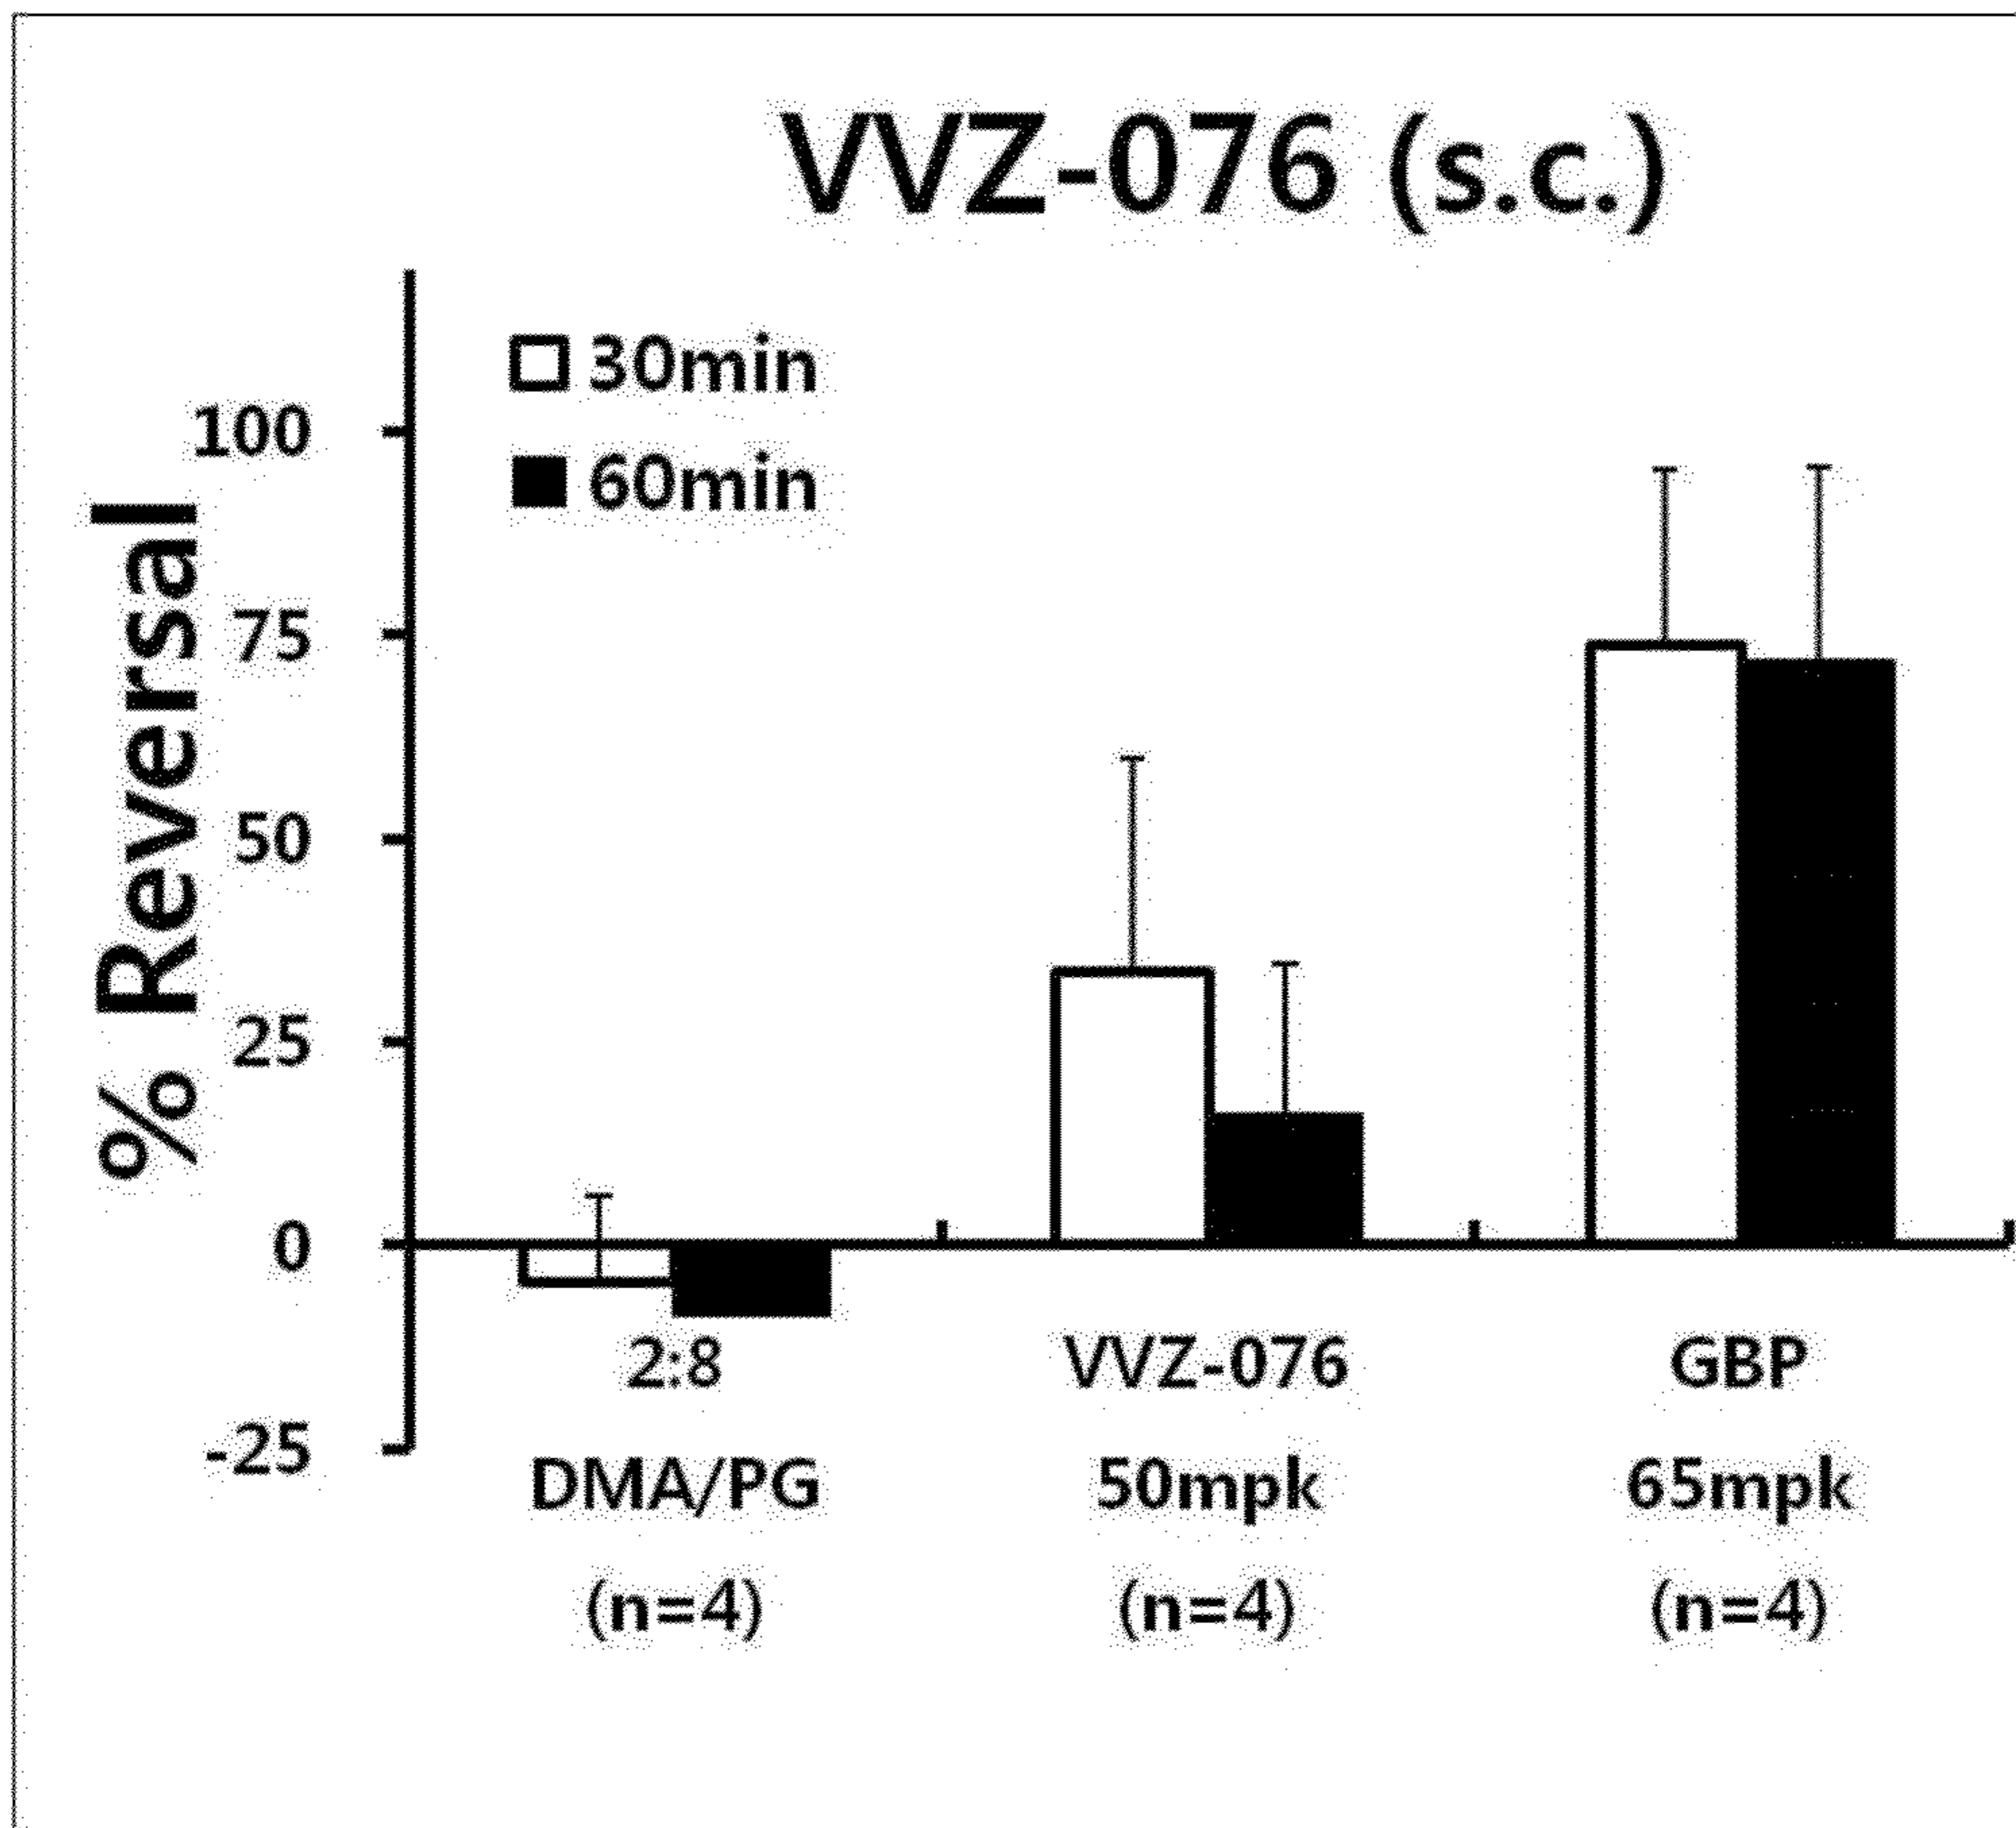 VVZ-076 (s.c.)
30min
60min
% Reversal
100
75
50
25
0
-25
2:8
DMA/PG
(n=4)
VVZ-076
50mpk
(n=4)
GBP
65mpk
(n=4)